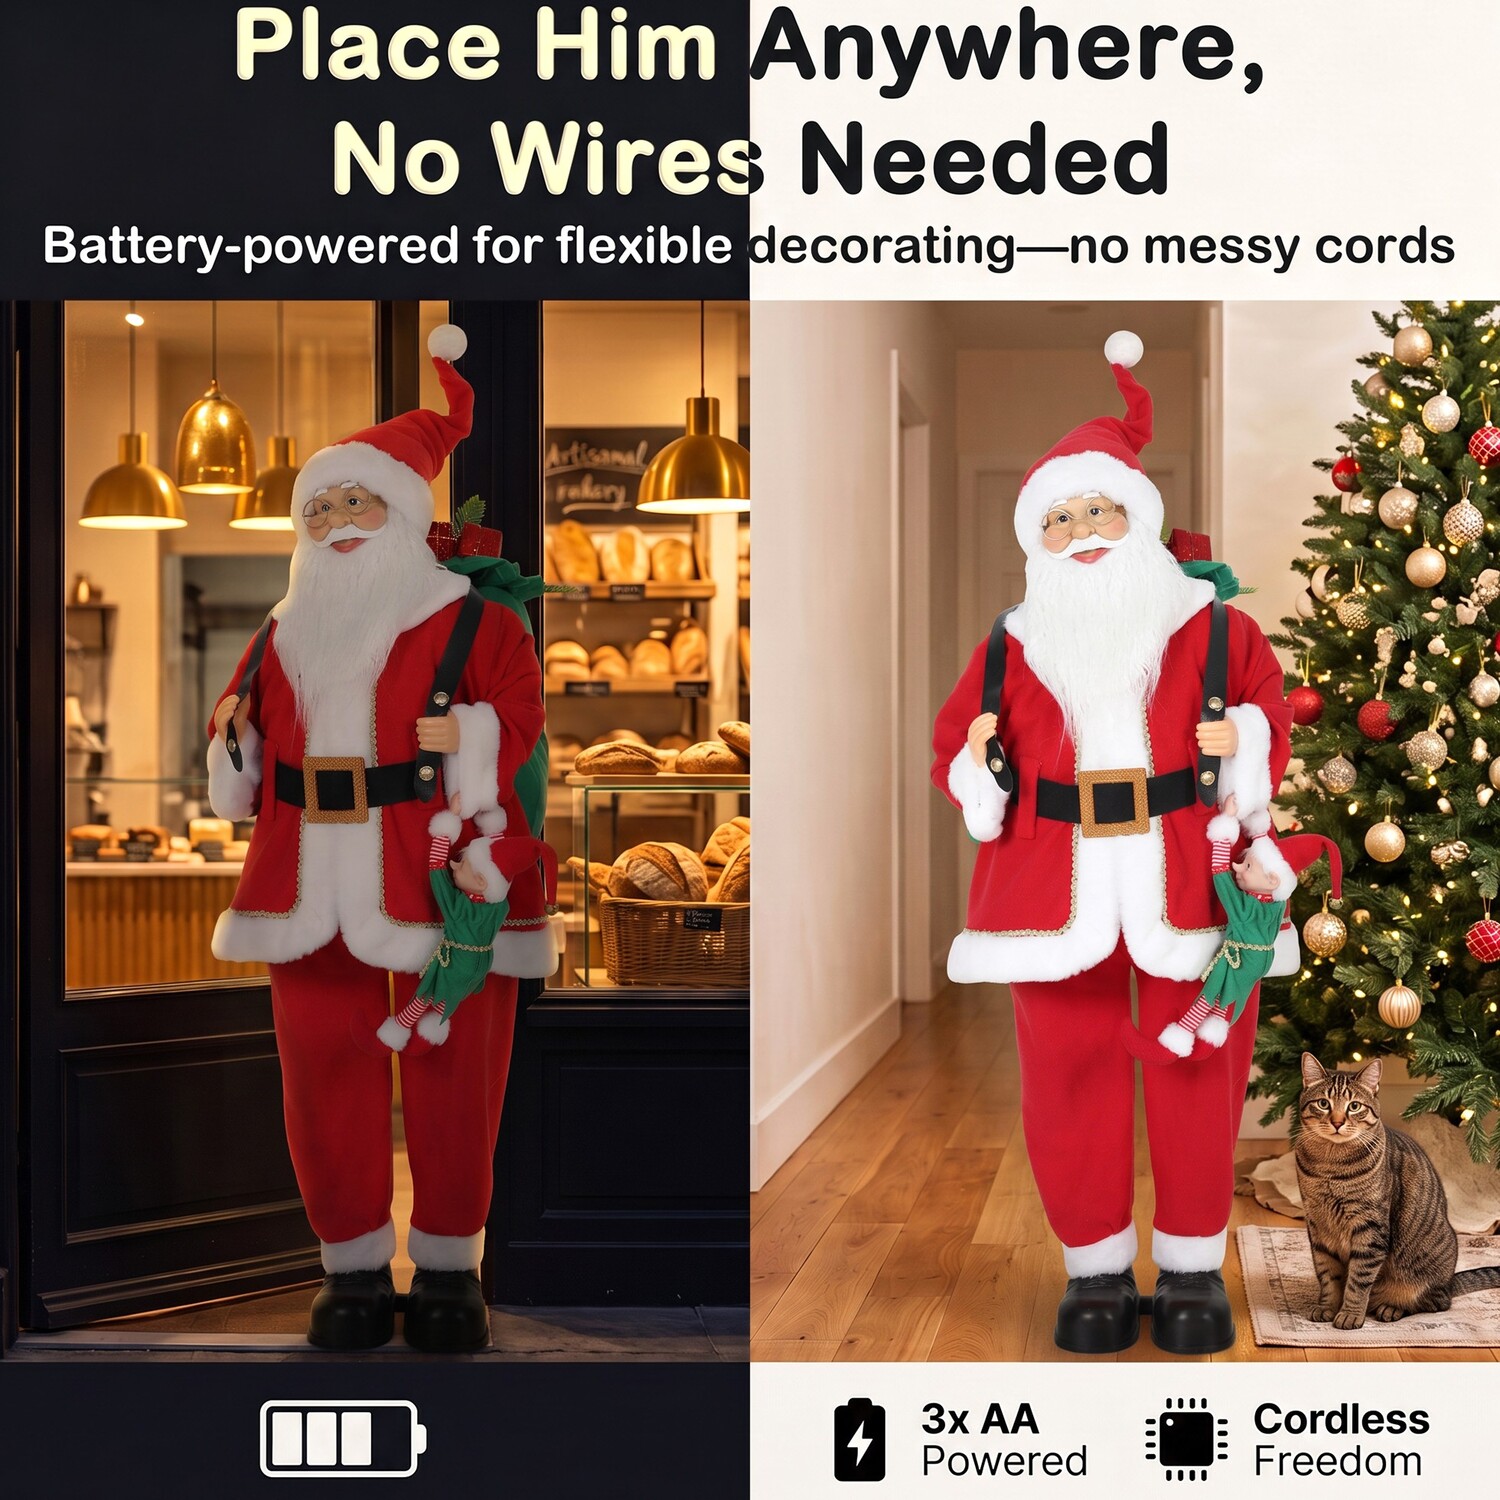 Place Him Anywhere,
No Wires Needed
Battery-powered for flexible decorating—no messy cords
Artisanal
3x AA
Powered
Cordless
Freedom